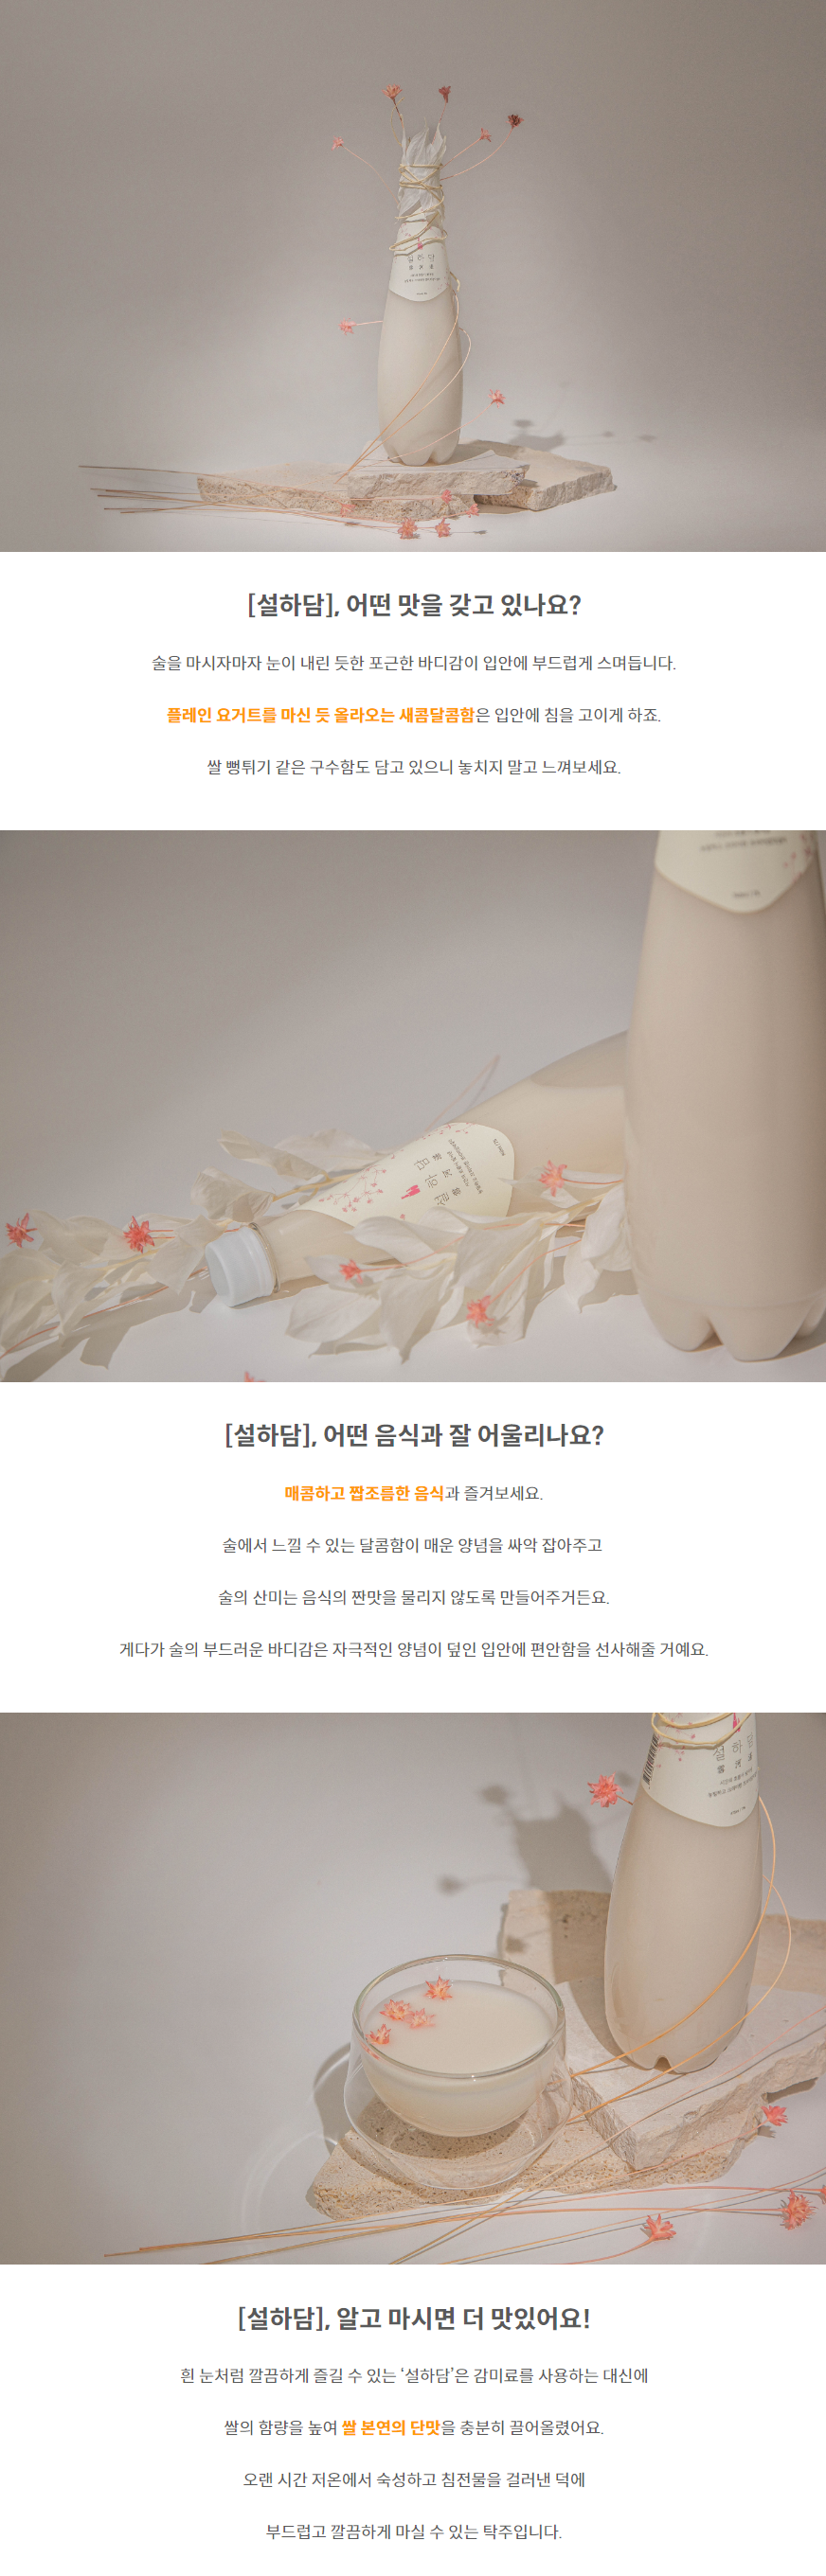 설하담
[설하담], 어떤 맛을 갖고 있나요?
술을 마시자마자 눈이 내린 듯한 포근한 바디감이 입안에 부드럽게 스며듭니다.
플레인 요거트를 마신 듯 올라오는 새콤달콤함은 입안에 침을 고이게 하죠.
쌀 뻥튀기 같은 구수함도 담고 있으니 놓치지 말고 느껴보세요.
설하담
[설하담], 어떤 음식과 잘 어울리나요?
매콤하고 짭조름한 음식과 즐겨보세요.
술에서 느낄 수 있는 달콤함이 매운 양념을 싸악 잡아주고
술의 산미는 음식의 짠맛을 물리지 않도록 만들어주거든요.
게다가 술의 부드러운 바디감은 자극적인 양념이 덮인 입안에 편안함을 선사해줄 거예요.
설하담
[설하담], 알고 마시면 더 맛있어요!
흰 눈처럼 깔끔하게 즐길 수 있는 ‘설하담’은 감미료를 사용하는 대신에
쌀의 함량을 높여 쌀 본연의 단맛을 충분히 끌어올렸어요.
오랜 시간 저온에서 숙성하고 침전물을 걸러낸 덕에
부드럽고 깔끔하게 마실 수 있는 탁주입니다.